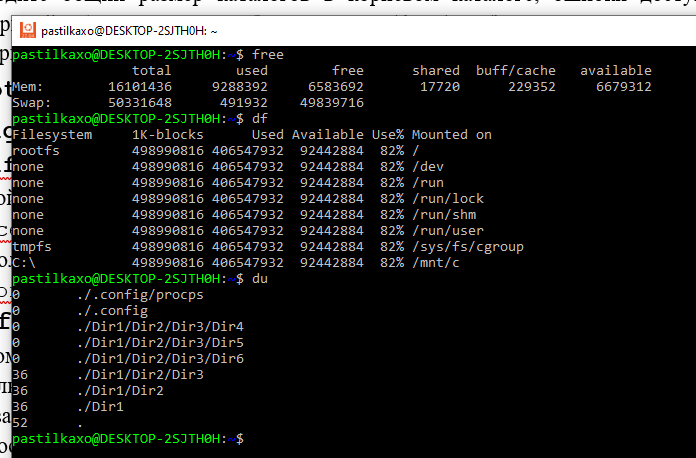 pastilkaxo@DESKTOP-2SJTH0H: ~
pastilkaxo@DESKTOP-2SJTH0H:~$ free
total used free shared buff/cache available
Mem: 16101436 9288392 6583692 17720 229352 6679312
Swap: 50331648 491932 49839716
pastilkaxo@DESKTOP-2SJTH0H:~$ df
Filesystem 1K-blocks Used Available Use% Mounted on
rootfs 498990816 406547932 92442884 82% /
none 498990816 406547932 92442884 82% /dev
none 498990816 406547932 92442884 82% /run
none 498990816 406547932 92442884 82% /run/lock
none 498990816 406547932 92442884 82% /run/shm
none 498990816 406547932 92442884 82% /run/user
tmpfs 498990816 406547932 92442884 82% /sys/fs/cgroup
C:\ 498990816 406547932 92442884 82% /mnt/c
pastilkaxo@DESKTOP-2SJTH0H:~$ du
0 ./.config/procps
0 ./.config
0 ./Dir1/Dir2/Dir3/Dir4
0 ./Dir1/Dir2/Dir3/Dir5
0 ./Dir1/Dir2/Dir3/Dir6
36 ./Dir1/Dir2/Dir3
36 ./Dir1/Dir2
36 ./Dir1
52 .
pastilkaxo@DESKTOP-2SJTH0H:~$